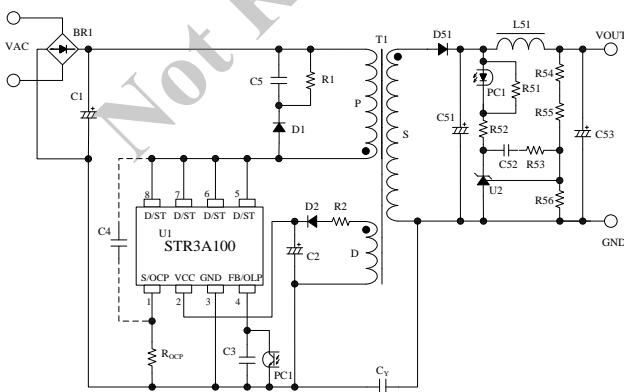 BR1
VAC
C1
C5
R1
D1
T1
P
S
D51
L51
VOUT
PC1
R51
R54
R55
C51
R52
C53
C52
R53
U2
R56
GND
C4
8 7 6 5
D/ST D/ST D/ST D/ST
U1
STR3A100
S/OCP VCC GND FB/OLP
1 2 3 4
D2
R2
C2
D
ROCP
C3
PC1
CY
Not R